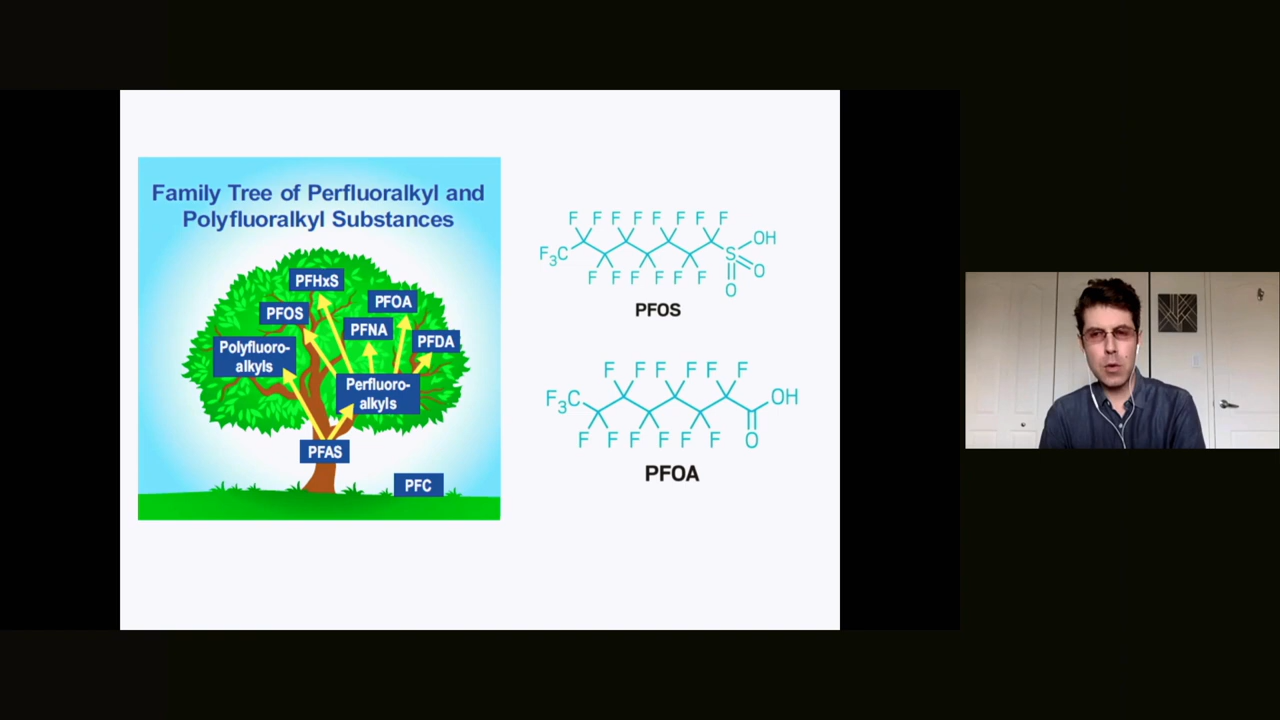 Family Tree of Perfluoralkyl and
Polyfluoralkyl Substances
PFHxS
PFOS
PFOA
PFNA
PFDA
Polyfluoro-
alkyls
Perfluoro-
alkyls
PFAS
PFC
F F F F F F F F
F₃C
S
OH
O
F F F F F F
O
PFOS
F F F F F F
F₃C
OH
F F F F F F
O
PFOA